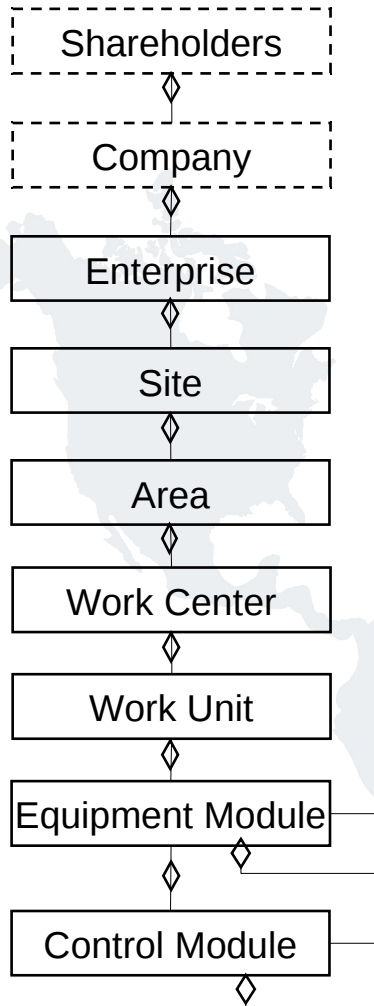 Shareholders
Company
Enterprise
Site
Area
Work Center
Work Unit
Equipment Module
Control Module